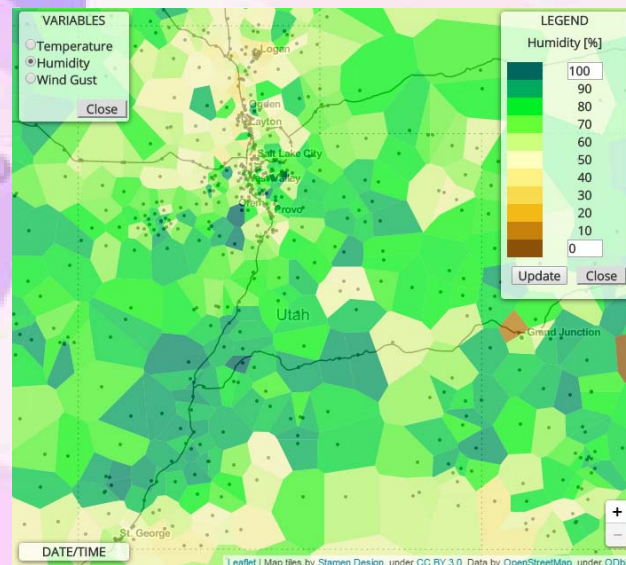 VARIABLES
Temperature
Humidity
Wind Gust
Close
LEGEND
Humidity [%]
100
90
80
70
60
50
40
30
20
10
0
Update Close
Logan
Ogden
Layton
Salt Lake City
Provo
Utah
Grand Junction
St. George
+
−
DATE/TIME
Leaflet | Map tiles by Stamen Design, under CC BY 3.0. Data by OpenStreetMap, under